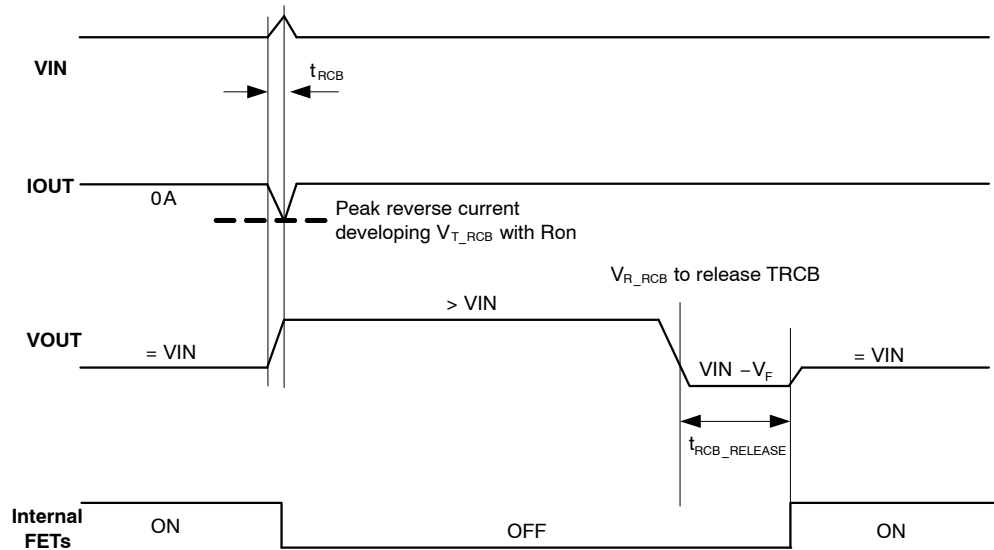 VIN
tRCB
IOUT
0A
Peak reverse current
developing VT_RCB with Ron
VR_RCB to release TRCB
> VIN
VOUT
= VIN
VIN –VF
= VIN
tRCB_RELEASE
Internal
FETs
ON
OFF
ON